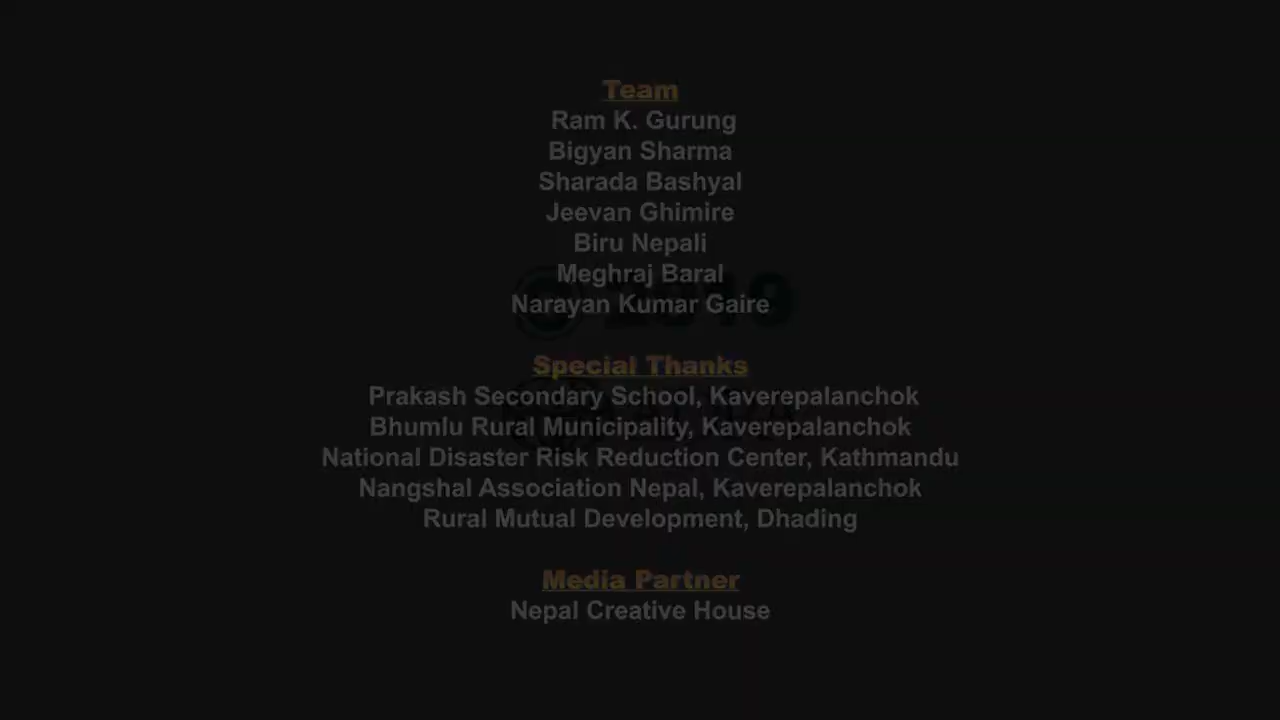 Team
Ram K. Gurung
Bigyan Sharma
Sharada Bashyal
Jeevan Ghimire
Biru Nepali
Meghraj Baral
Narayan Kumar Gaire
© 2019
Special Thanks
Prakash Secondary School, Kaverepalanchok
Bhumlu Rural Municipality, Kaverepalanchok
National Disaster Risk Reduction Center, Kathmandu
Nangshal Association Nepal, Kaverepalanchok
Rural Mutual Development, Dhading
Media Partner
Nepal Creative House